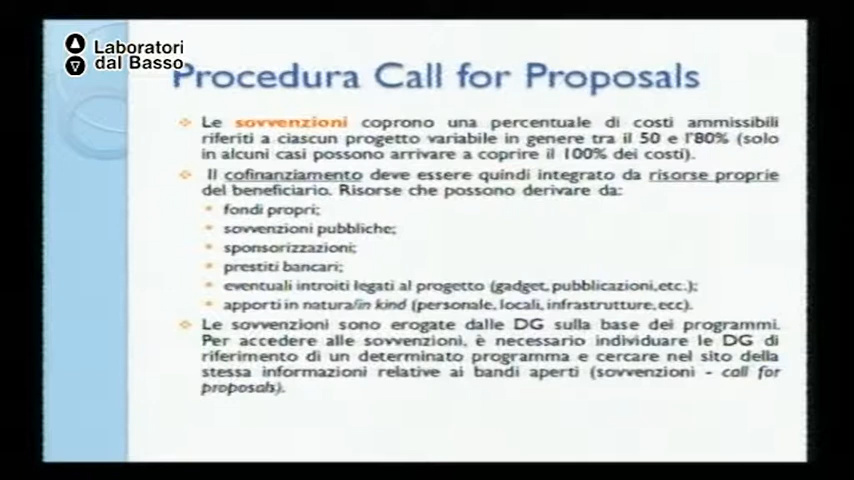 Laboratori
dal Basso
Procedura Call for Proposals
Le sovvenzioni coprono una percentuale di costi ammissibili
riferiti a ciascun progetto variabile in genere tra il 50 e l'80% (solo
in alcuni casi possono arrivare a coprire il 100% dei costi).
Il cofinanziamento deve essere quindi integrato da risorse proprie
del beneficiario. Risorse che possono derivare da:
fondi propri;
sovvenzioni pubbliche;
sponsorizzazioni;
prestiti bancari;
eventuali introiti legati al progetto (gadget, pubblicazioni, etc.);
apporti in natura/in kind (personale, locali, infrastrutture, ecc).
Le sovvenzioni sono erogate dalle DG sulla base dei programmi.
Per accedere alle sovvenzioni, è necessario individuare le DG di
riferimento di un determinato programma e cercare nel sito della
stessa informazioni relative ai bandi aperti (sovvenzioni - call for
proposals).